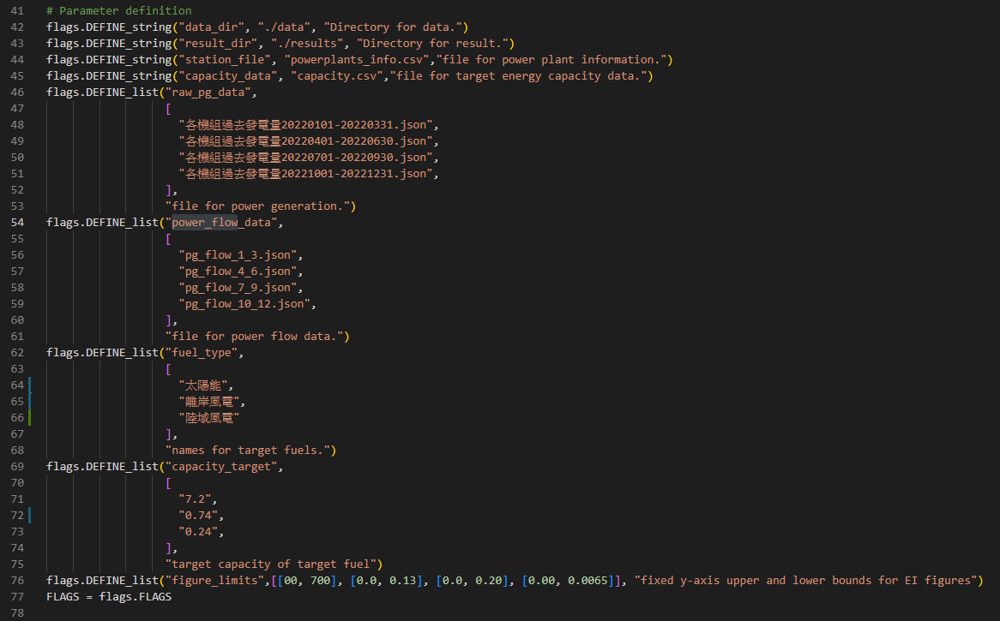 41 # Parameter definition
42 flags.DEFINE_string("data_dir", "./data", "Directory for data.")
43 flags.DEFINE_string("result_dir", "./results", "Directory for result.")
44 flags.DEFINE_string("station_file", "powerplants_info.csv","file for power plant information.")
45 flags.DEFINE_string("capacity_data", "capacity.csv","file for target energy capacity data.")
46 flags.DEFINE_list("raw_pg_data",
47 [
48 "各機組過去發電量20220101-20220331.json",
49 "各機組過去發電量20220401-20220630.json",
50 "各機組過去發電量20220701-20220930.json",
51 "各機組過去發電量20221001-20221231.json",
52 ],
53 "file for power generation.")
54 flags.DEFINE_list("power_flow_data",
55 [
56 "pg_flow_1_3.json",
57 "pg_flow_4_6.json",
58 "pg_flow_7_9.json",
59 "pg_flow_10_12.json",
60 ],
61 "file for power flow data.")
62 flags.DEFINE_list("fuel_type",
63 [
64 "太陽能",
65 "離岸風電",
66 "陸域風電"
67 ],
68 "names for target fuels.")
69 flags.DEFINE_list("capacity_target",
70 [
71 "7.2",
72 "0.74",
73 "0.24",
74 ],
75 "target capacity of target fuel")
76 flags.DEFINE_list("figure_limits",[[00, 700], [0.0, 0.13], [0.0, 0.20], [0.00, 0.0065]], "fixed y-axis upper and lower bounds for EI figures")
77 FLAGS = flags.FLAGS
78